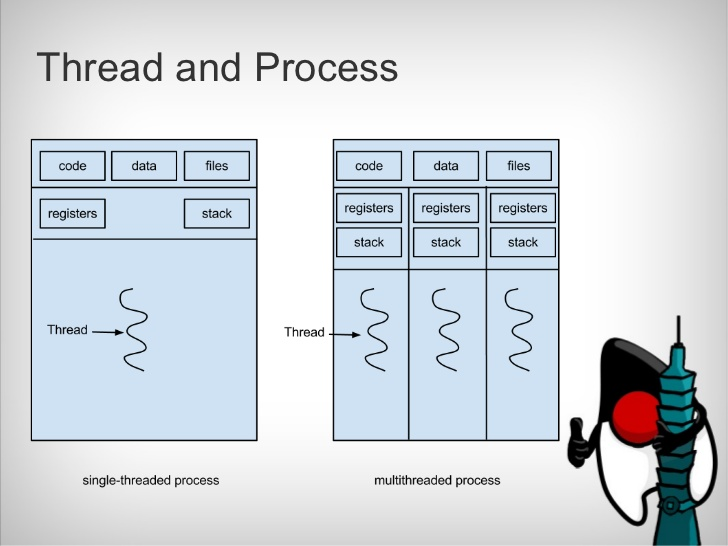 Thread and Process
code data files
registers stack
Thread
single-threaded process
code data files
registers registers registers
stack stack stack
Thread
multithreaded process